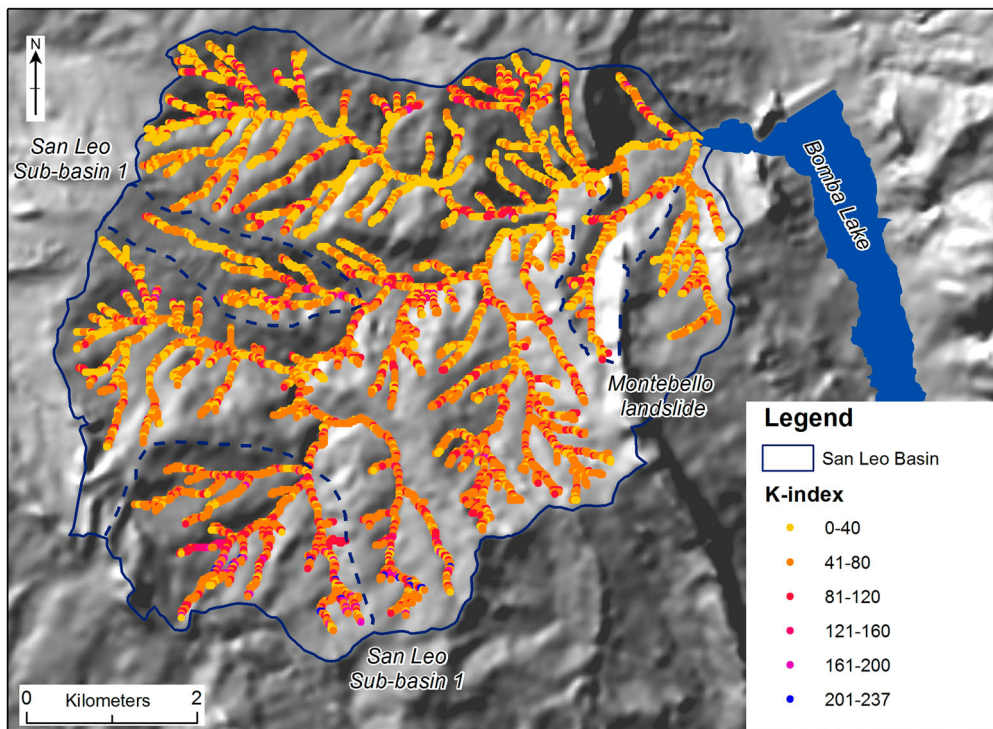 N
San Leo
Sub-basin 1
Bomba Lake
Montebello
landslide
San Leo
Sub-basin 1
0 Kilometers 2
Legend
San Leo Basin
K-index
0-40
41-80
81-120
121-160
161-200
201-237